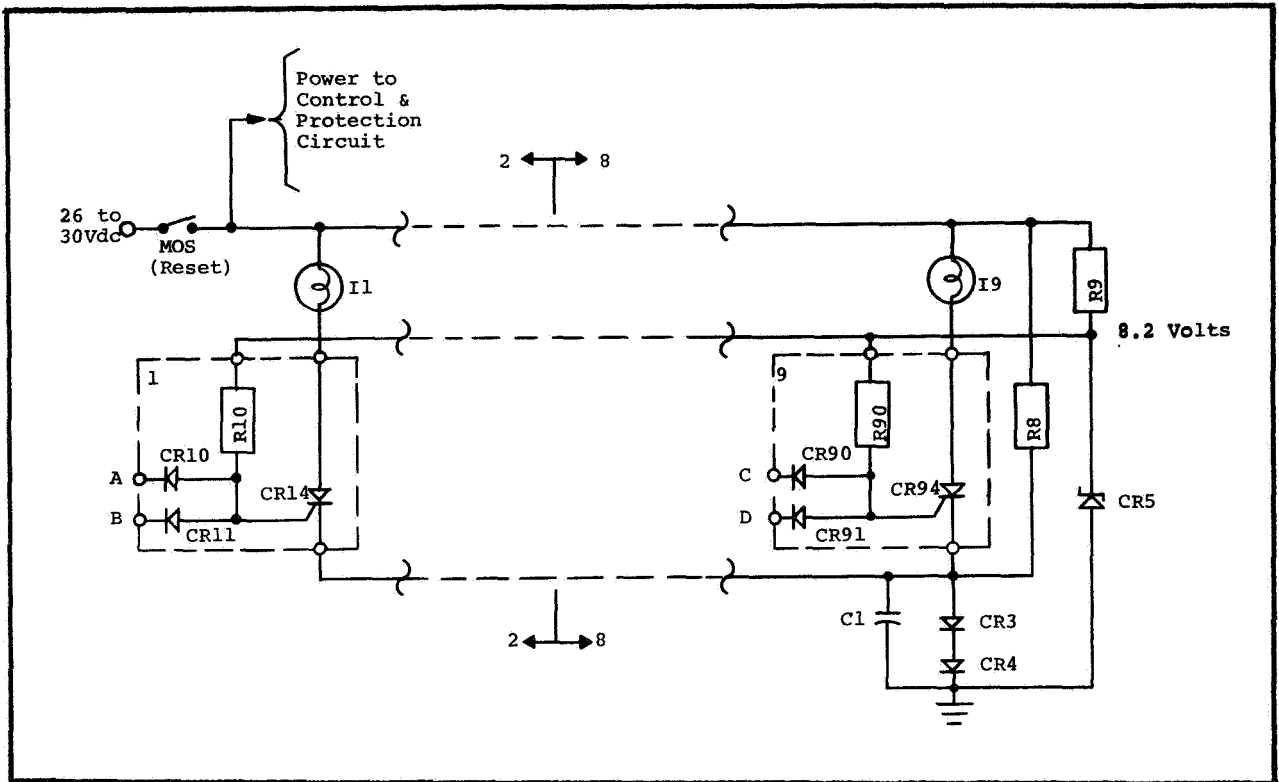 Power to
Control &
Protection
Circuit
2 8
26 to
30Vdc
MOS
(Reset)
I1
I9
R9
8.2 Volts
1
9
R10
R90
R8
CR10
CR90
A
C
CR14
CR94
B
D
CR11
CR91
CR5
C1
CR3
2 8
CR4